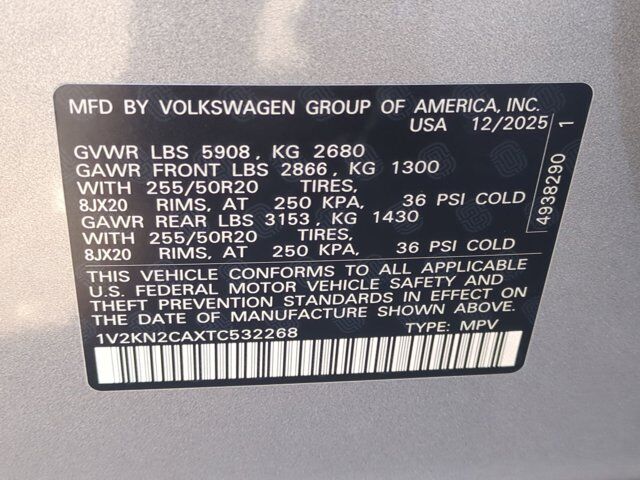 MFD BY VOLKSWAGEN GROUP OF AMERICA, INC.
USA 12/2025
GVWR LBS 5908, KG 2680
GAWR FRONT LBS 2866, KG 1300
WITH 255/50R20 TIRES,
8JX20 RIMS, AT 250 KPA, 36 PSI COLD
GAWR REAR LBS 3153, KG 1430
WITH 255/50R20 TIRES,
8JX20 RIMS, AT 250 KPA, 36 PSI COLD
THIS VEHICLE CONFORMS TO ALL APPLICABLE
U.S. FEDERAL MOTOR VEHICLE SAFETY AND
THEFT PREVENTION STANDARDS IN EFFECT ON
THE DATE OF MANUFACTURE SHOWN ABOVE.
1V2KN2CAXTC532268 TYPE: MPV
4938290 1